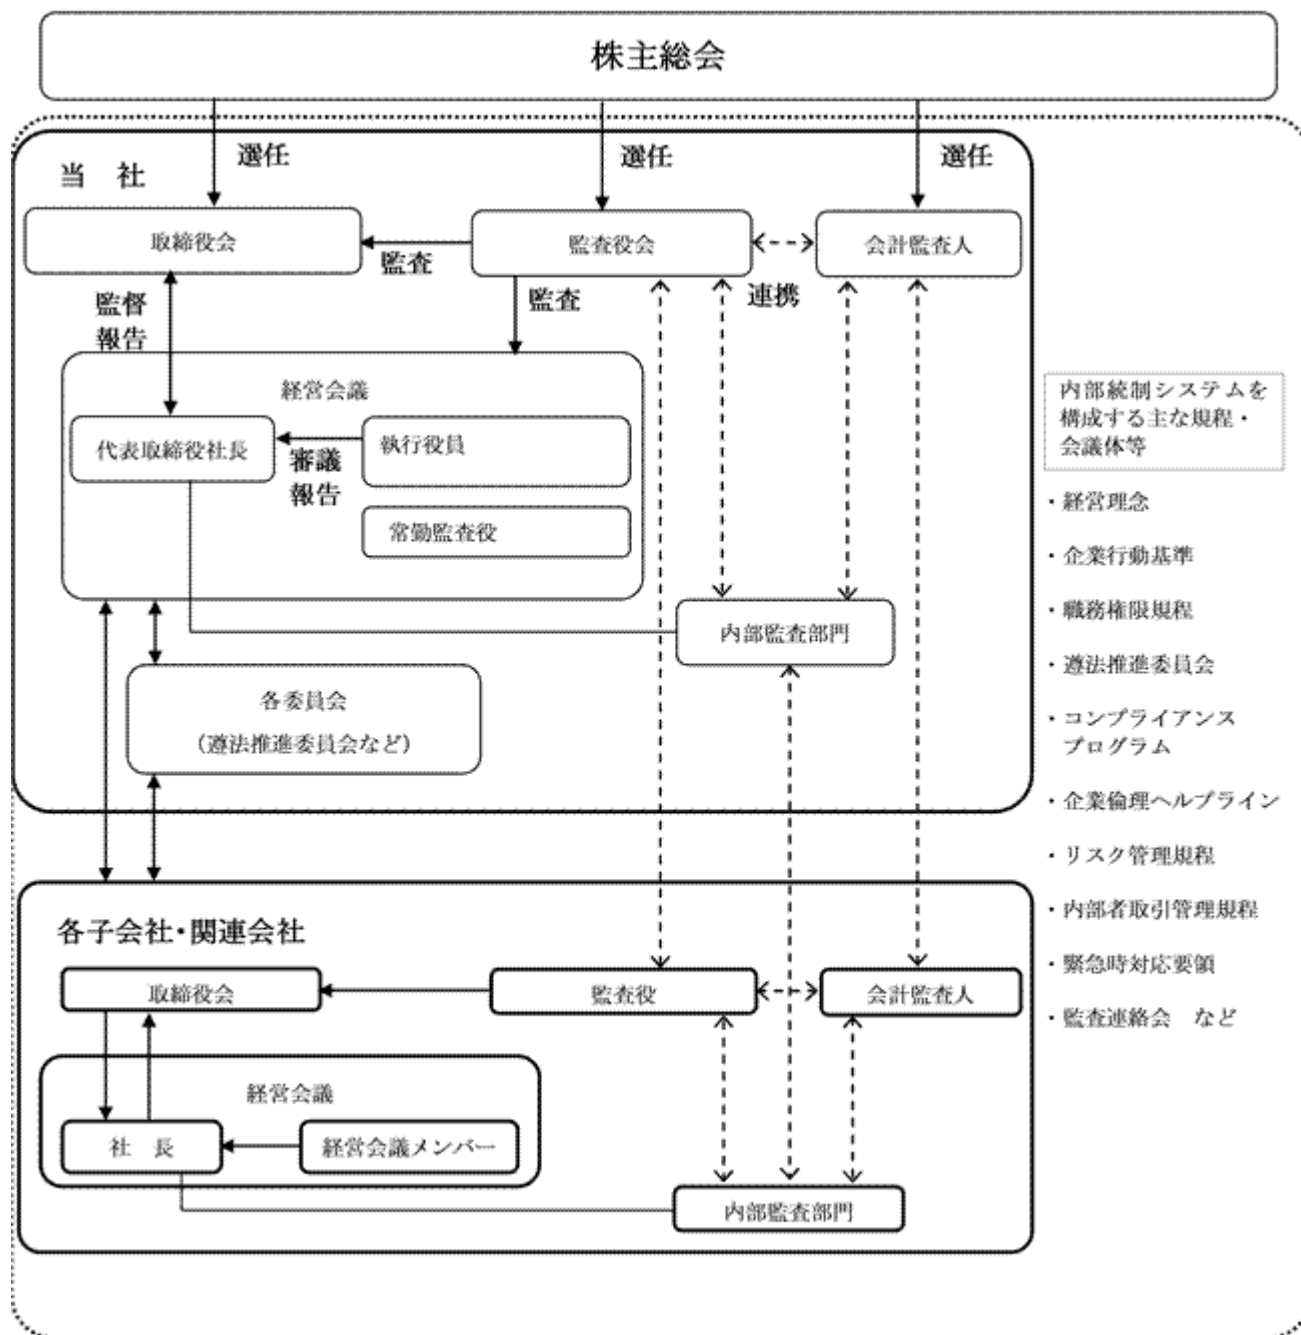 株主総会
選任
選任
選任
当　社
取締役会
監査役会
会計監査人
監査
連携
監督
報告
監査
経営会議
代表取締役社長
執行役員
審議
報告
常勤監査役
内部監査部門
各委員会
（遵法推進委員会など）
各子会社・関連会社
取締役会
監査役
会計監査人
経営会議
社　長
経営会議メンバー
内部監査部門
内部統制システムを
構成する主な規程・
会議体等
・経営理念
・企業行動基準
・職務権限規程
・遵法推進委員会
・コンプライアンス
プログラム
・企業倫理ヘルプライン
・リスク管理規程
・内部者取引管理規程
・緊急時対応要領
・監査連絡会　など